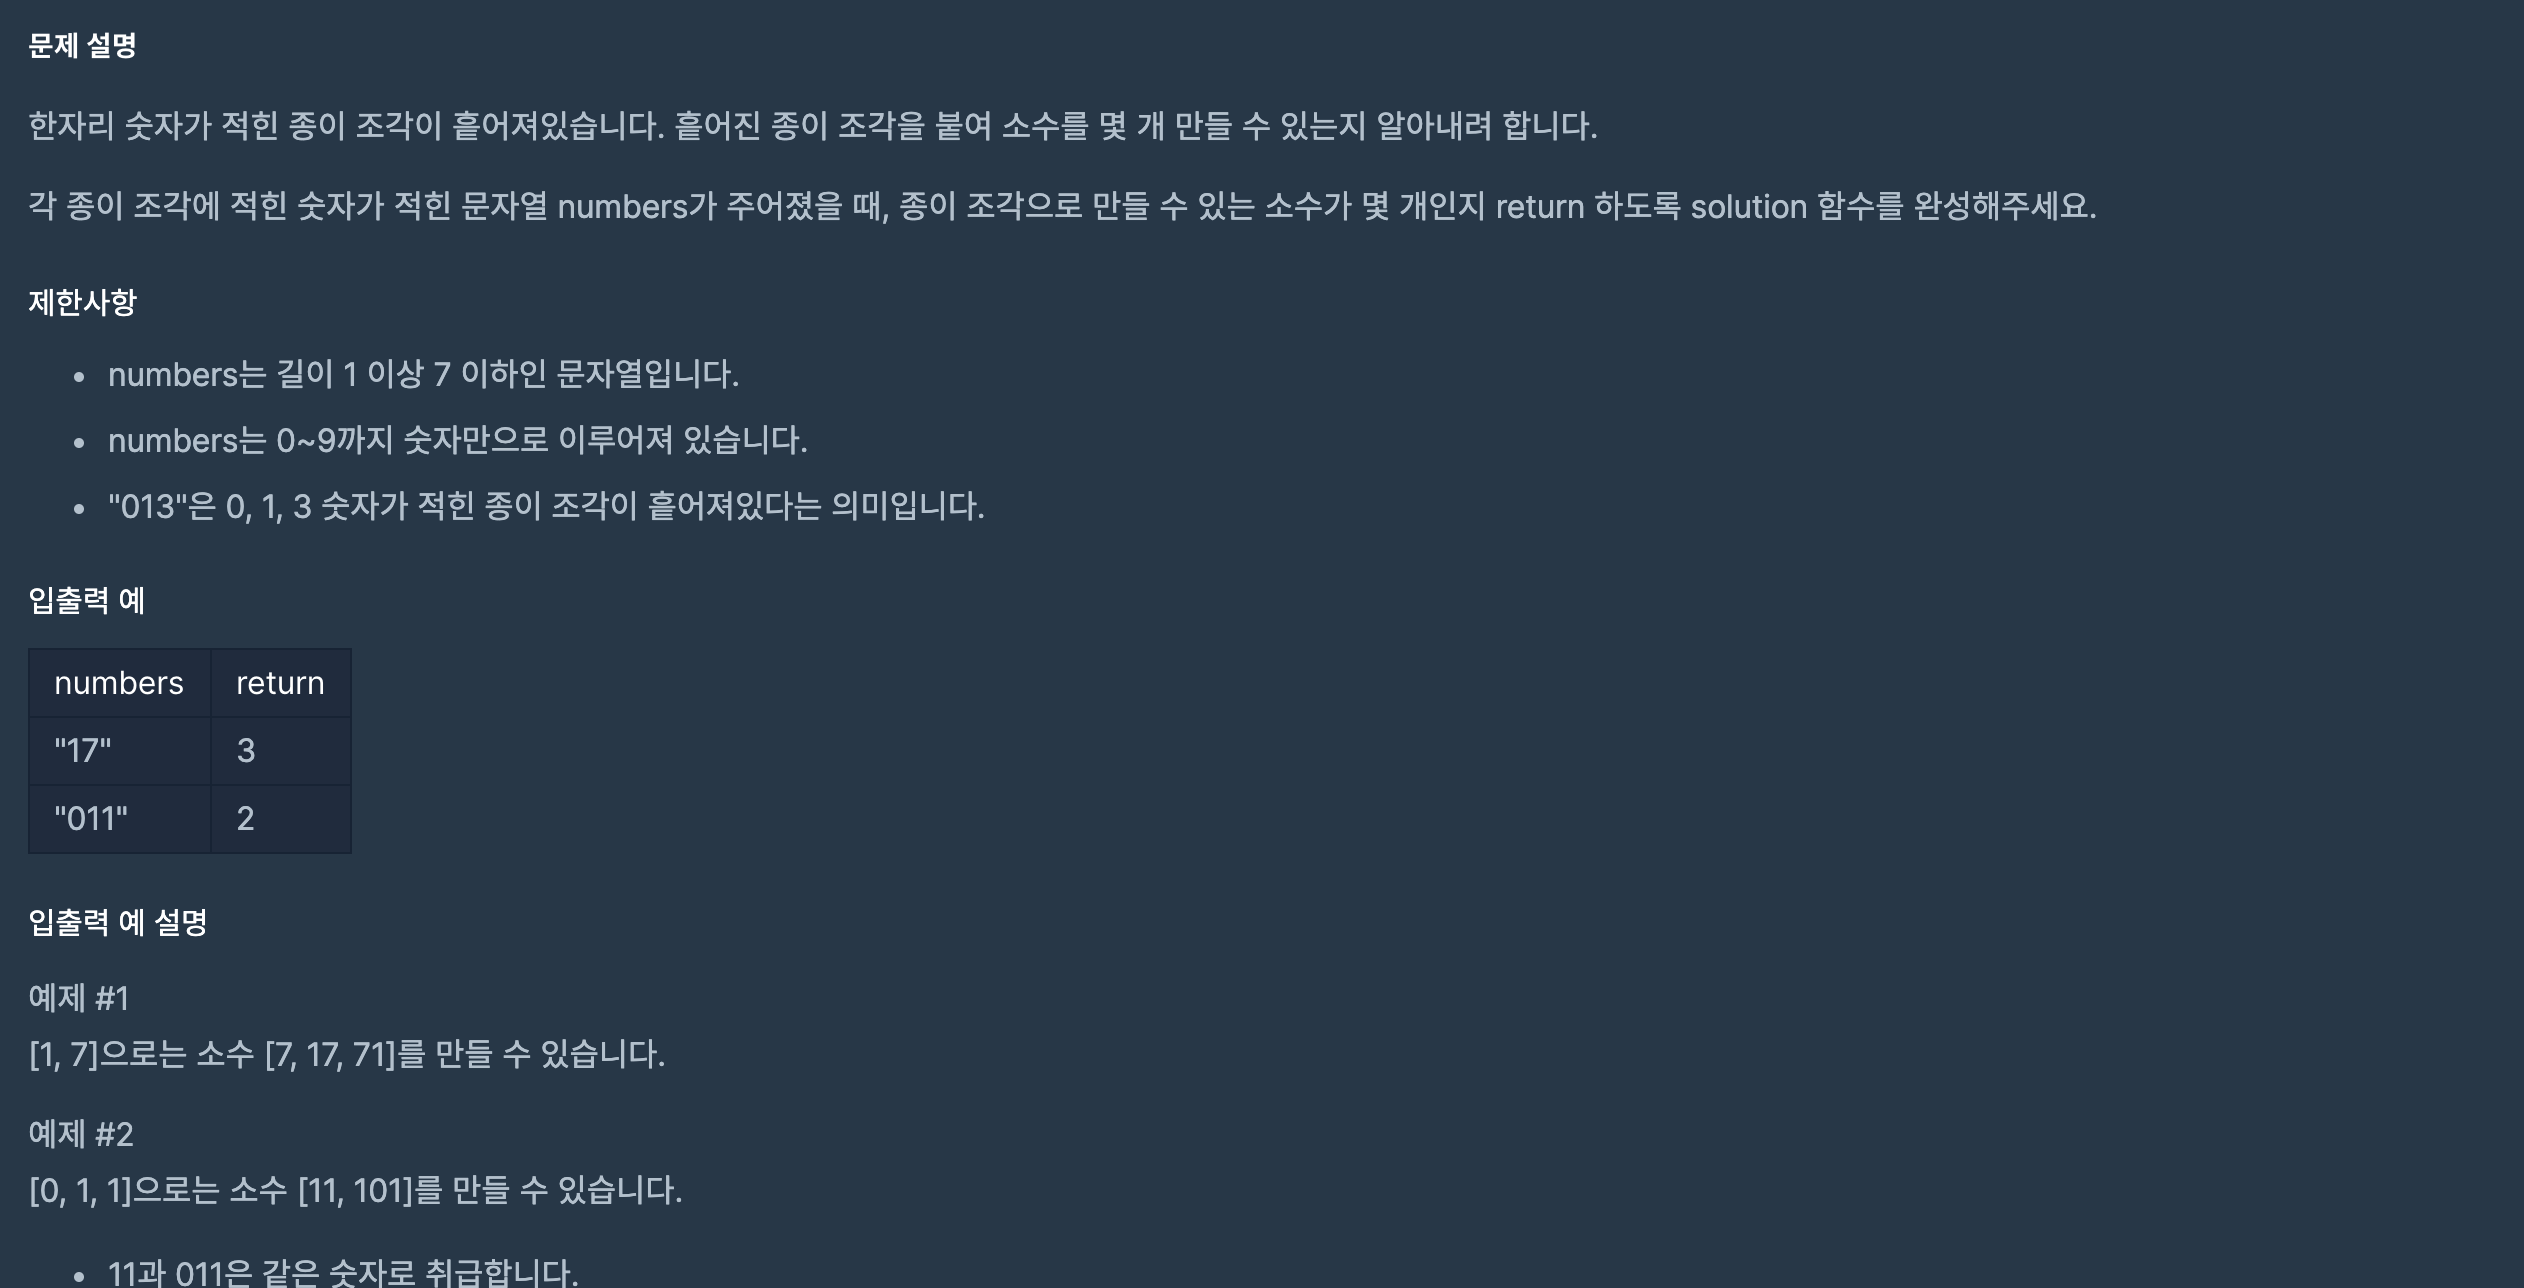 문제 설명
한자리 숫자가 적힌 종이 조각이 흩어져있습니다. 흩어진 종이 조각을 붙여 소수를 몇 개 만들 수 있는지 알아내려 합니다.
각 종이 조각에 적힌 숫자가 적힌 문자열 numbers가 주어졌을 때, 종이 조각으로 만들 수 있는 소수가 몇 개인지 return 하도록 solution 함수를 완성해주세요.
제한사항
• numbers는 길이 1 이상 7 이하인 문자열입니다.
• numbers는 0~9까지 숫자만으로 이루어져 있습니다.
• "013"은 0, 1, 3 숫자가 적힌 종이 조각이 흩어져있다는 의미입니다.
입출력 예
numbers return
"17" 3
"011" 2
입출력 예 설명
예제 #1
[1, 7]으로는 소수 [7, 17, 71]를 만들 수 있습니다.
예제 #2
[0, 1, 1]으로는 소수 [11, 101]를 만들 수 있습니다.
• 11과 011은 같은 숫자로 취급합니다.